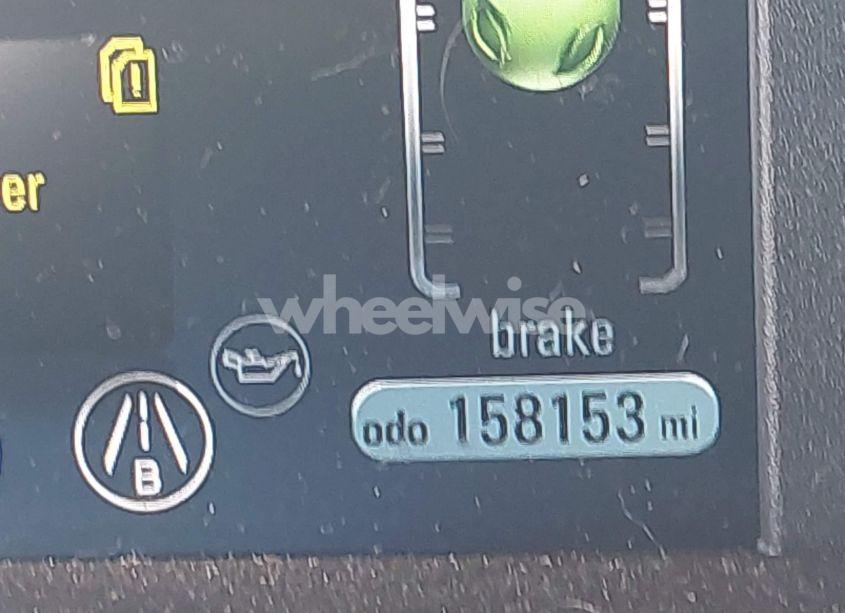 er
wheelwise
brake
odo 158153 mi
B